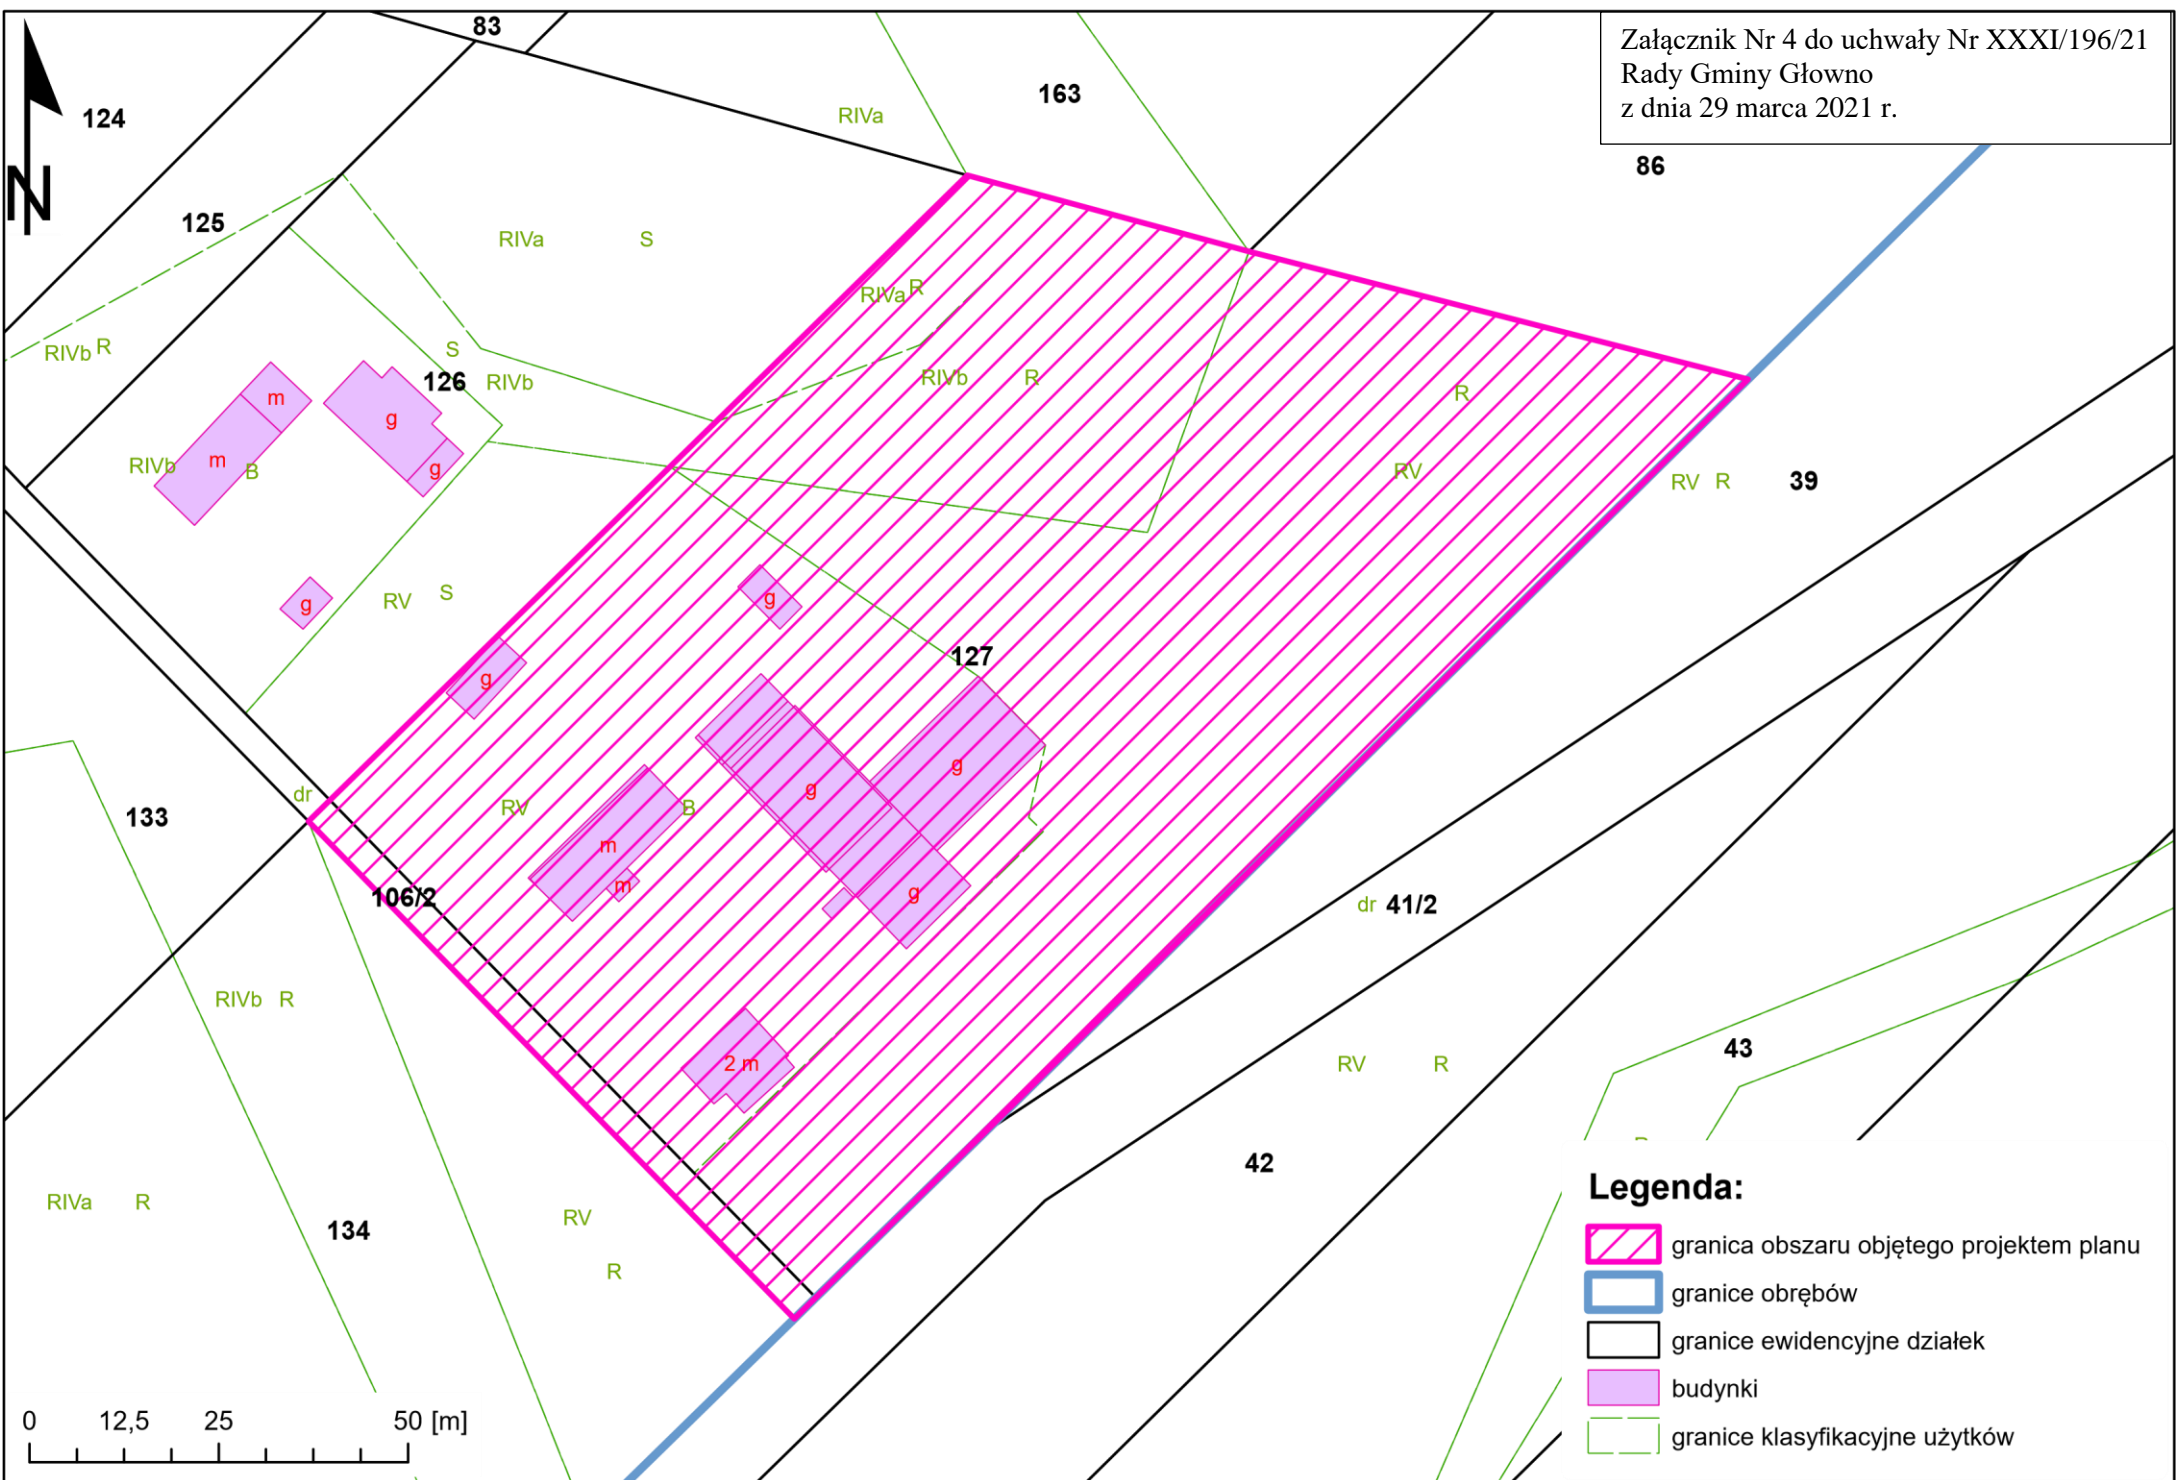 Załącznik Nr 4 do uchwały Nr XXXI/196/21
Rady Gminy Głowno
z dnia 29 marca 2021 r.
83
163
RIVa
124
N
86
125
RIVa S
RIVa R
RIVb R
S
126 RIVb
RIVb R
R
m
g
RIVb m B
g
RV
RV R 39
g
RV S
g
g
127
g
g
dr
133
RV B
m
m
g
106/2
dr 41/2
RIVb R
2 m
RV R
43
42
RIVa R
134
RV
R
Legenda:
granica obszaru objętego projektem planu
granice obrębów
granice ewidencyjne działek
budynki
granice klasyfikacyjne użytków
0 12,5 25 50 [m]